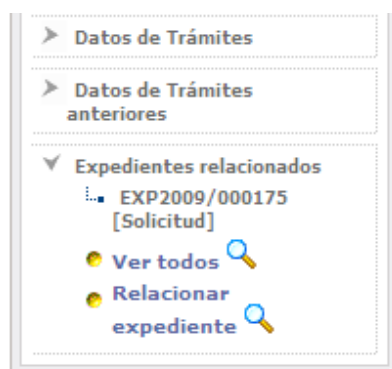 Datos de Trámites
Datos de Trámites
anteriores
Expedientes relacionados
EXP2009/000175
[Solicitud]
Ver todos
Relacionar
expediente